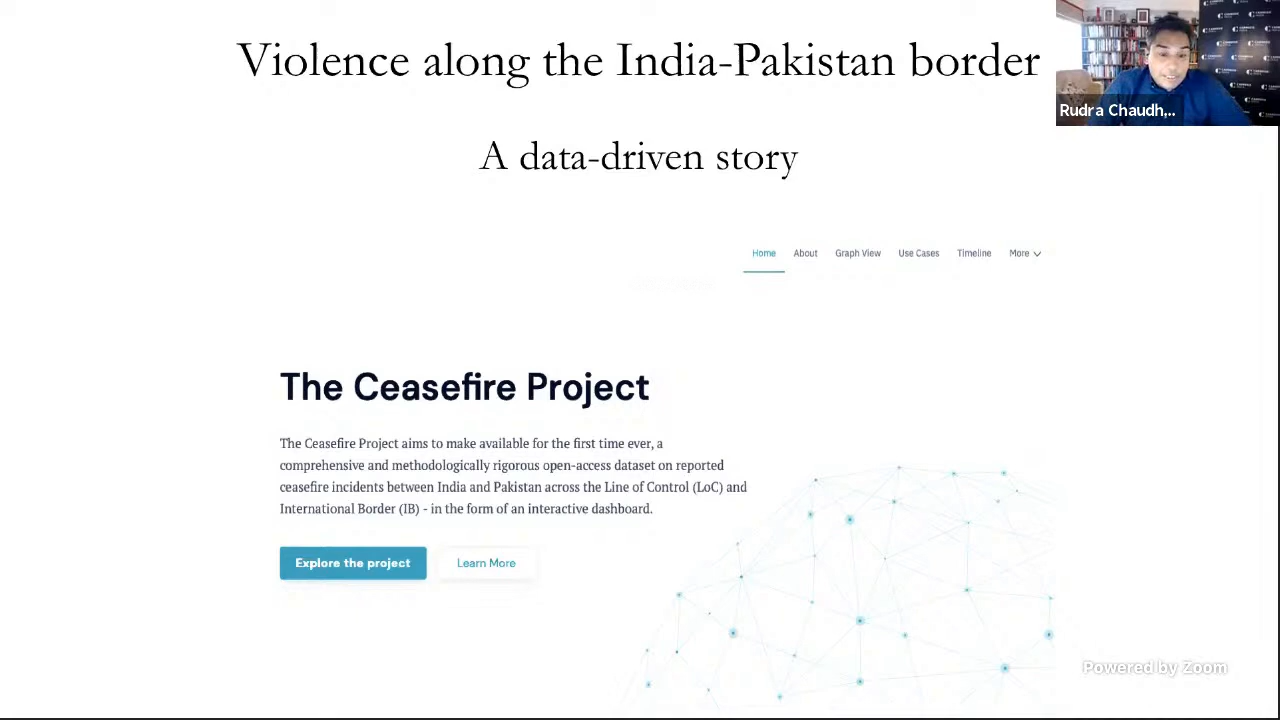 Violence along the India-Pakistan border
Rudra Chaudh,..
A data-driven story
Home About Graph View Use Cases Timeline More
The Ceasefire Project
The Ceasefire Project aims to make available for the first time ever, a
comprehensive and methodologically rigorous open-access dataset on reported
ceasefire incidents between India and Pakistan across the Line of Control (LoC) and
International Border (IB) - in the form of an interactive dashboard.
Explore the project Learn More
Powered by Zoom